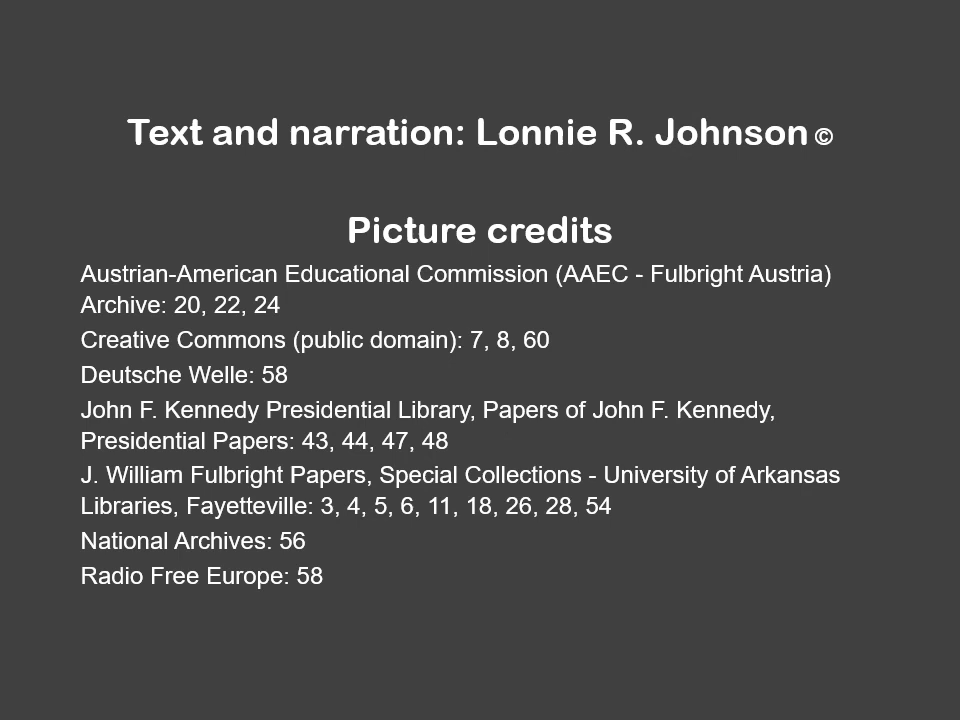 Text and narration: Lonnie R. Johnson ©
Picture credits
Austrian-American Educational Commission (AAEC - Fulbright Austria)
Archive: 20, 22, 24
Creative Commons (public domain): 7, 8, 60
Deutsche Welle: 58
John F. Kennedy Presidential Library, Papers of John F. Kennedy,
Presidential Papers: 43, 44, 47, 48
J. William Fulbright Papers, Special Collections - University of Arkansas
Libraries, Fayetteville: 3, 4, 5, 6, 11, 18, 26, 28, 54
National Archives: 56
Radio Free Europe: 58